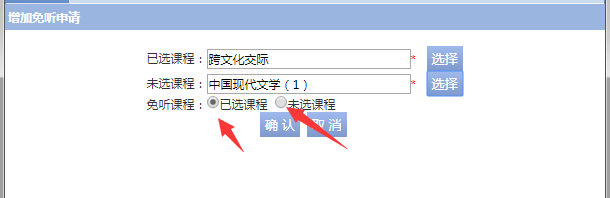 增加免听申请
已选课程：跨文化交际* 选择
未选课程：中国现代文学（1）* 选择
免听课程：已选课程 未选课程
确 认 取 消